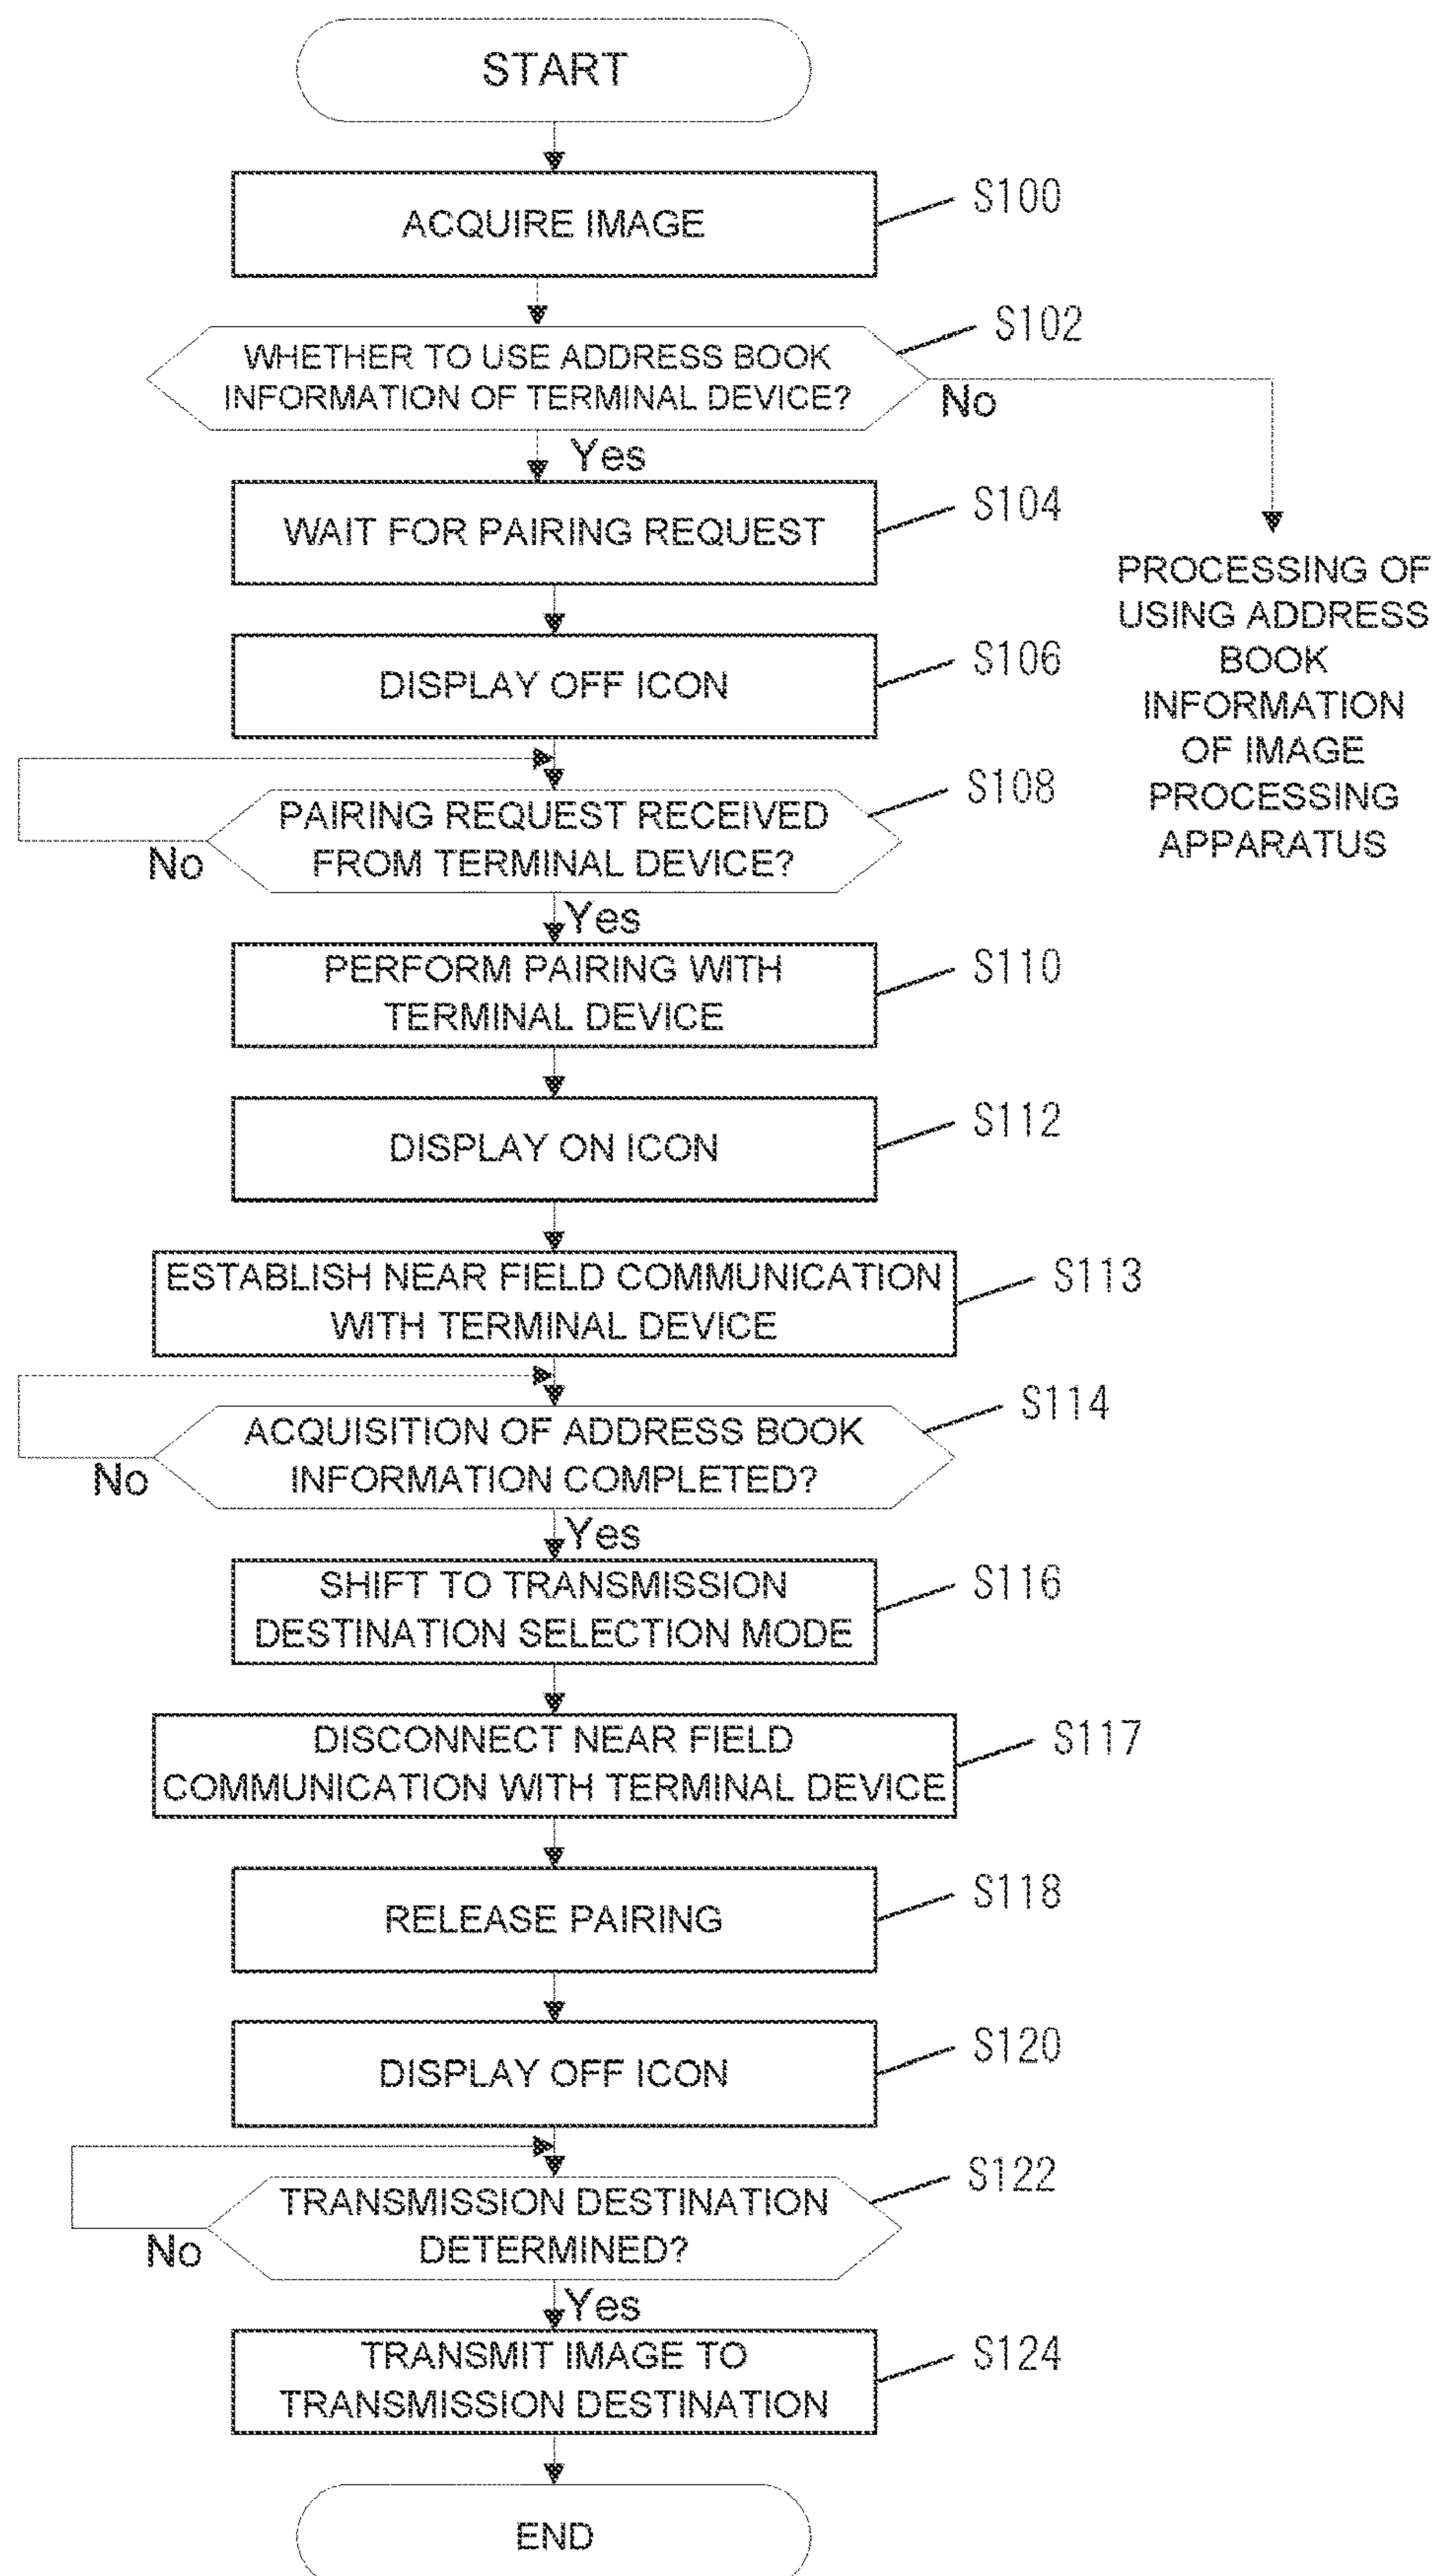 START
ACQUIRE IMAGE
S100
WHETHER TO USE ADDRESS BOOK
INFORMATION OF TERMINAL DEVICE?
S102
No
Yes
WAIT FOR PAIRING REQUEST
S104
PROCESSING OF
USING ADDRESS
BOOK
INFORMATION
OF IMAGE
PROCESSING
APPARATUS
DISPLAY OFF ICON
S106
PAIRING REQUEST RECEIVED
FROM TERMINAL DEVICE?
S108
No
Yes
PERFORM PAIRING WITH
TERMINAL DEVICE
S110
DISPLAY ON ICON
S112
ESTABLISH NEAR FIELD COMMUNICATION
WITH TERMINAL DEVICE
S113
ACQUISITION OF ADDRESS BOOK
INFORMATION COMPLETED?
S114
No
Yes
SHIFT TO TRANSMISSION
DESTINATION SELECTION MODE
S116
DISCONNECT NEAR FIELD
COMMUNICATION WITH TERMINAL DEVICE
S117
RELEASE PAIRING
S118
DISPLAY OFF ICON
S120
TRANSMISSION DESTINATION
DETERMINED?
S122
No
Yes
TRANSMIT IMAGE TO
TRANSMISSION DESTINATION
S124
END